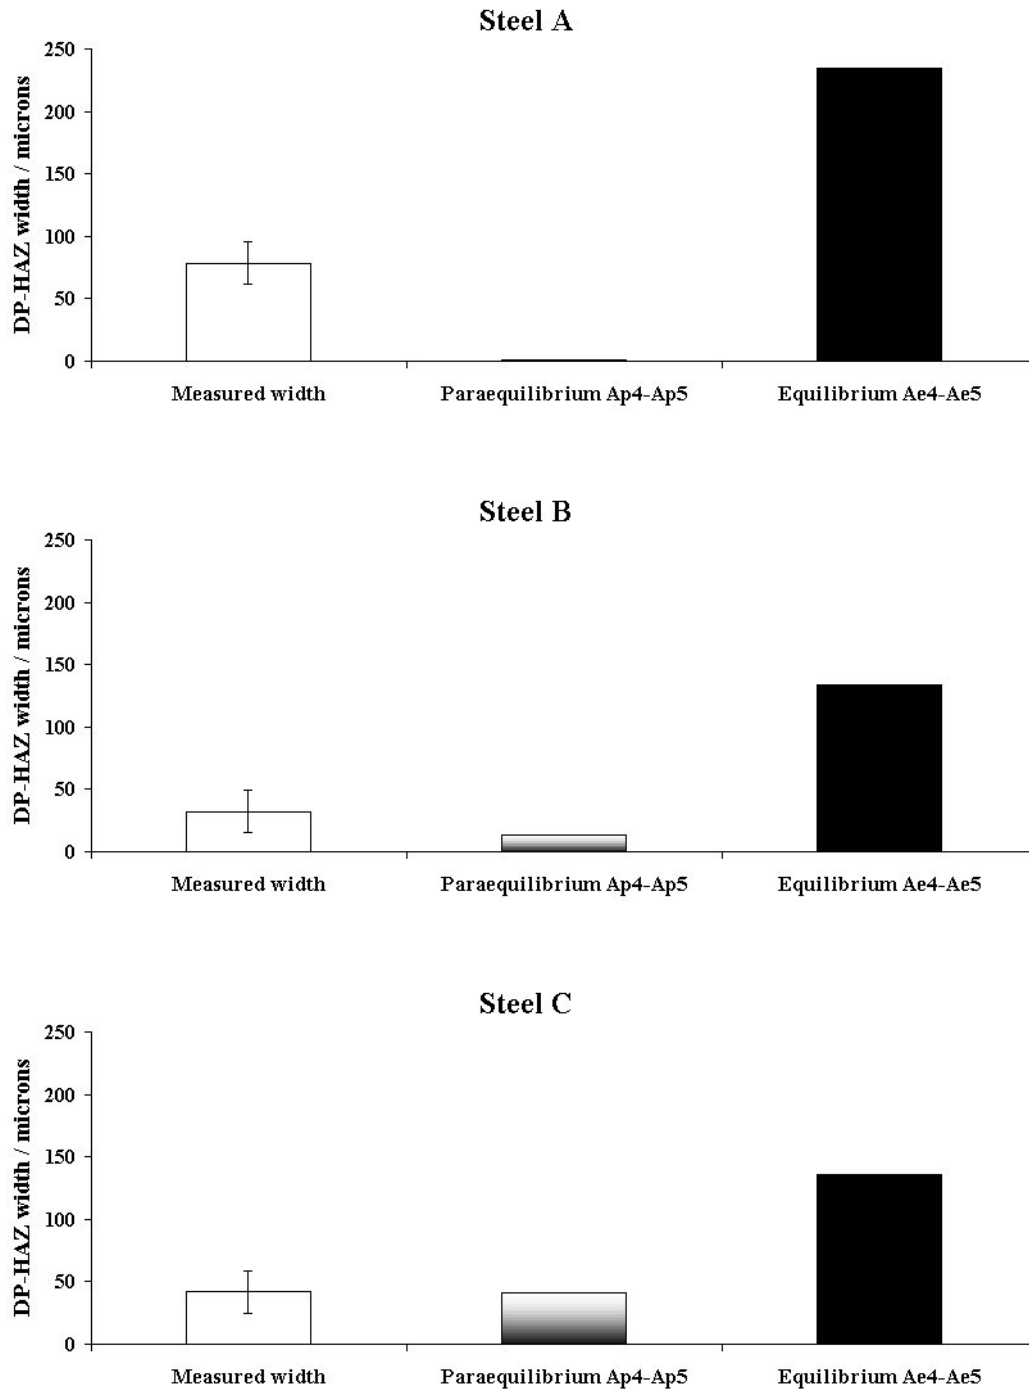 Steel A
DP-HAZ width / microns
250
200
150
100
50
0
Measured width
Paraequilibrium Ap4-Ap5
Equilibrium Ae4-Ae5
Steel B
DP-HAZ width / microns
250
200
150
100
50
0
Measured width
Paraequilibrium Ap4-Ap5
Equilibrium Ae4-Ae5
Steel C
DP-HAZ width / microns
250
200
150
100
50
0
Measured width
Paraequilibrium Ap4-Ap5
Equilibrium Ae4-Ae5